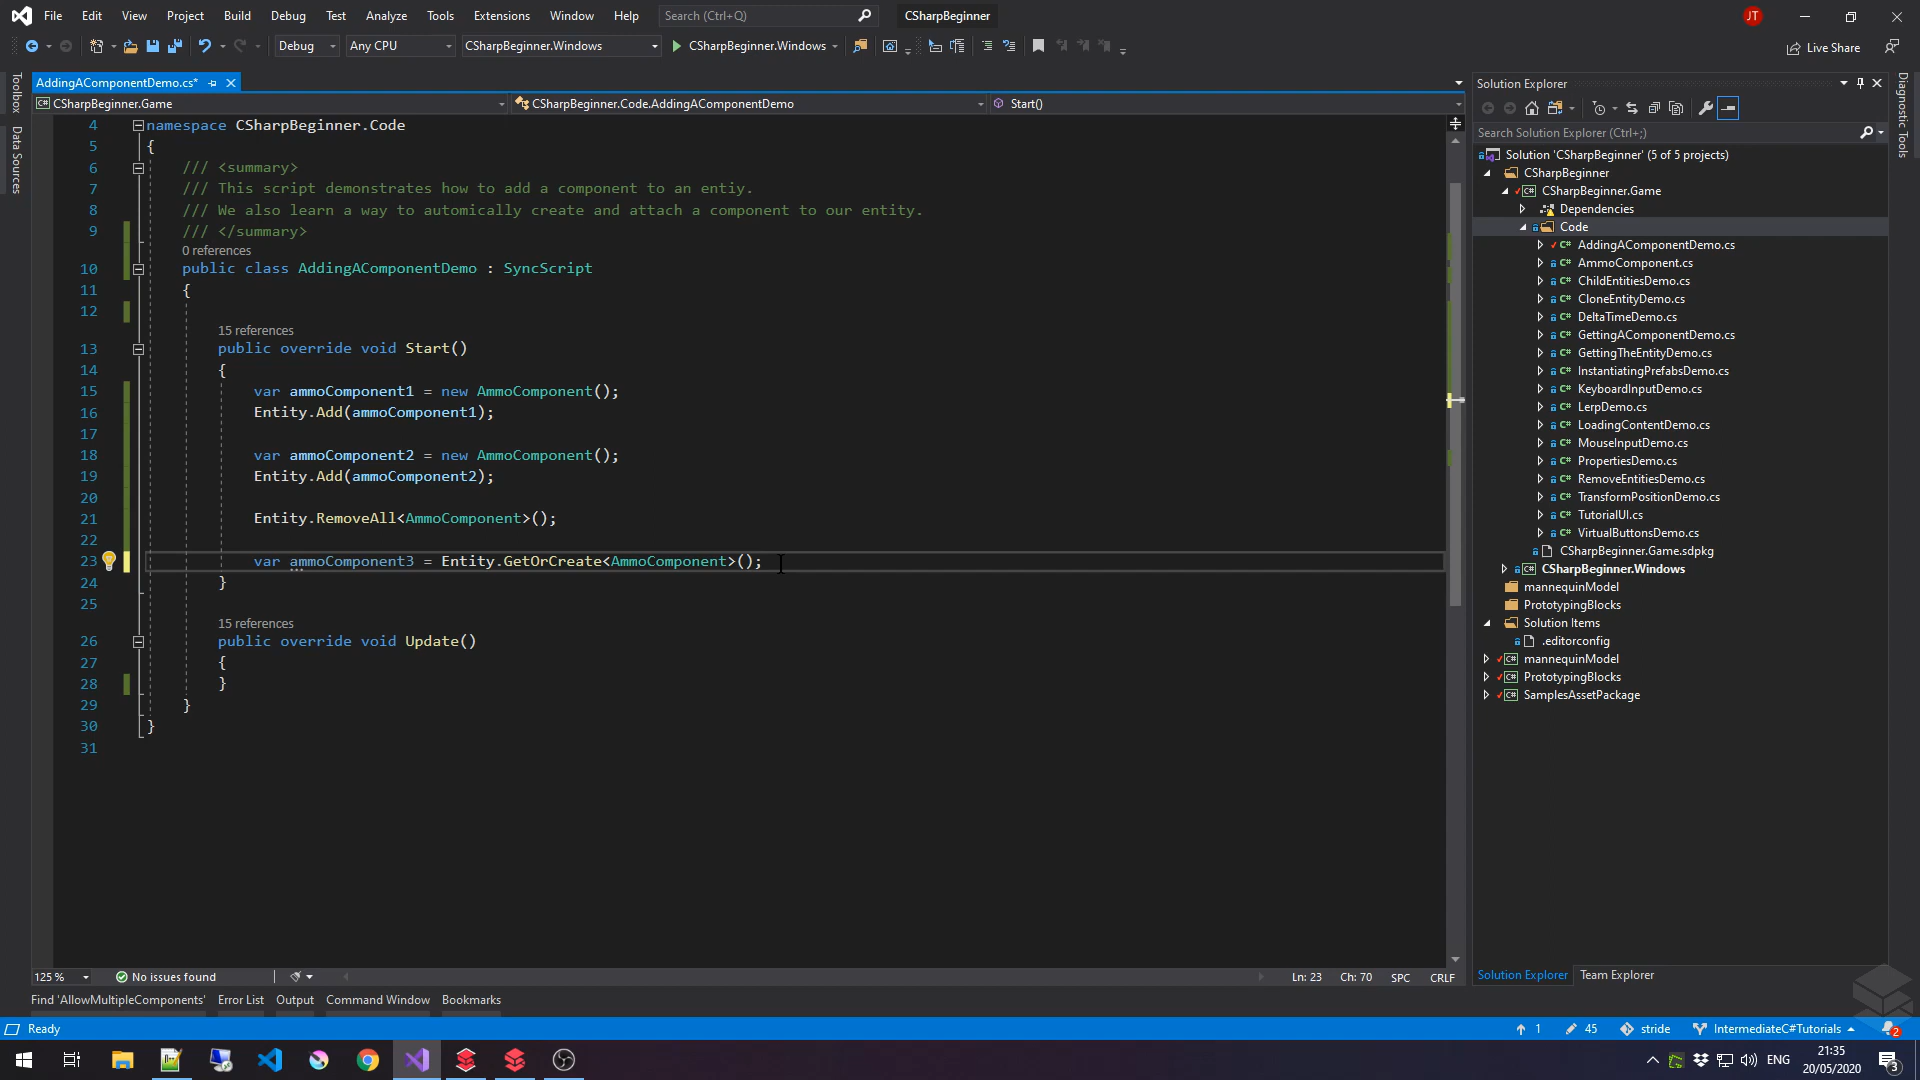 File Edit View Project Build Debug Test Analyze Tools Extensions Window Help Search (Ctrl+Q) CSharpBeginner JT
Debug Any CPU CSharpBeginner.Windows CSharpBeginner.Windows Live Share
Toolbox
Data Sources
AddingAComponentDemo.cs*
CSharpBeginner.Game CSharpBeginner.Code.AddingAComponentDemo Start()
4 namespace CSharpBeginner.Code
5 {
6 /// <summary>
7 /// This script demonstrates how to add a component to an entiy.
8 /// We also learn a way to automically create and attach a component to our entity.
9 /// </summary>
0 references
10 public class AddingAComponentDemo : SyncScript
11 {
12
15 references
13 public override void Start()
14 {
15 var ammoComponent1 = new AmmoComponent();
16 Entity.Add(ammoComponent1);
17
18 var ammoComponent2 = new AmmoComponent();
19 Entity.Add(ammoComponent2);
20
21 Entity.RemoveAll<AmmoComponent>();
22
23 var ammoComponent3 = Entity.GetOrCreate<AmmoComponent>();
24 }
25
15 references
26 public override void Update()
27 {
28 }
29 }
30 }
31
125 % No issues found Ln: 23 Ch: 70 SPC CRLF
Find 'AllowMultipleComponents' Error List Output Command Window Bookmarks
Solution Explorer
Search Solution Explorer (Ctrl+;)
Solution 'CSharpBeginner' (5 of 5 projects)
CSharpBeginner
CSharpBeginner.Game
Dependencies
Code
AddingAComponentDemo.cs
AmmoComponent.cs
ChildEntitiesDemo.cs
CloneEntityDemo.cs
DeltaTimeDemo.cs
GettingAComponentDemo.cs
GettingTheEntityDemo.cs
InstantiatingPrefabsDemo.cs
KeyboardInputDemo.cs
LerpDemo.cs
LoadingContentDemo.cs
MouseInputDemo.cs
PropertiesDemo.cs
RemoveEntitiesDemo.cs
TransformPositionDemo.cs
TutorialUI.cs
VirtualButtonsDemo.cs
CSharpBeginner.Game.sdpkg
CSharpBeginner.Windows
mannequinModel
PrototypingBlocks
Solution Items
.editorconfig
mannequinModel
PrototypingBlocks
SamplesAssetPackage
Solution Explorer Team Explorer
Diagnostic Tools
Ready 1 45 stride IntermediateC#Tutorials 2
ENG 21:35
20/05/2020 3